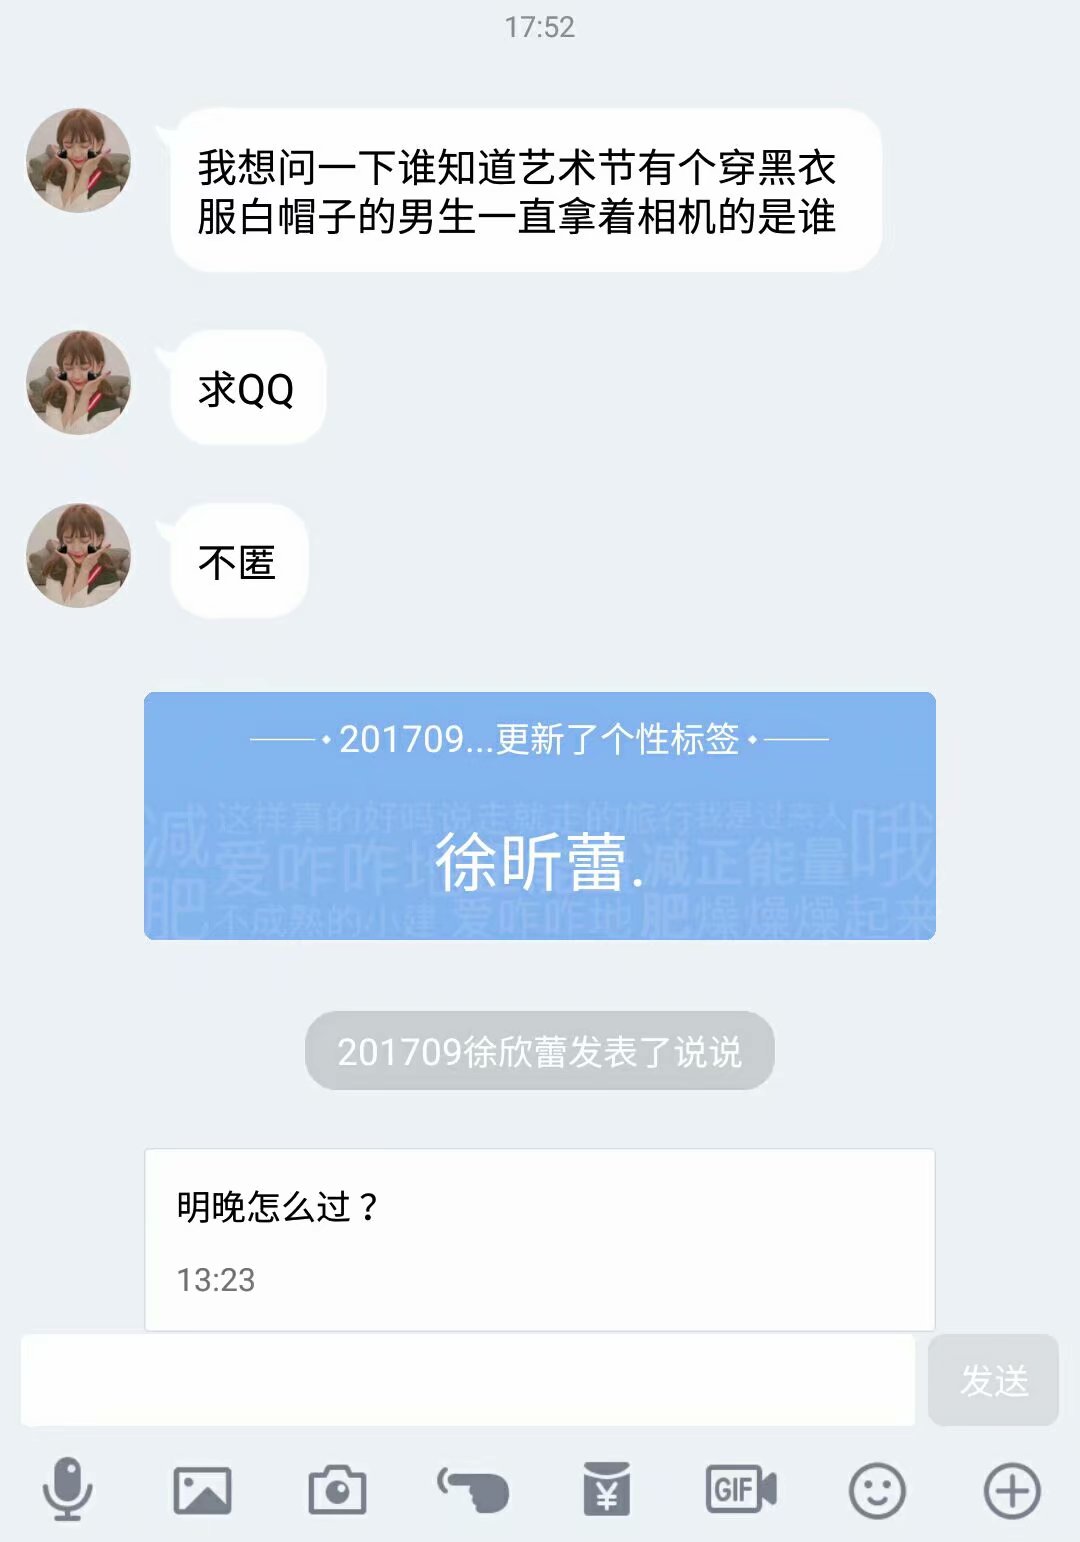 17:52
我想问一下谁知道艺术节有个穿黑衣
服白帽子的男生一直拿着相机的是谁
求QQ
不匿
201709...更新了个性标签
这样真的好吗说走就走的旅行我是过来人
减 爱咋咋地 减正能量 哦
徐昕蕾.
肥 不成熟的小建 爱咋咋地 肥燥燥燥起来
201709徐欣蕾发表了说说
明晚怎么过？
13:23
发送
¥
GIF